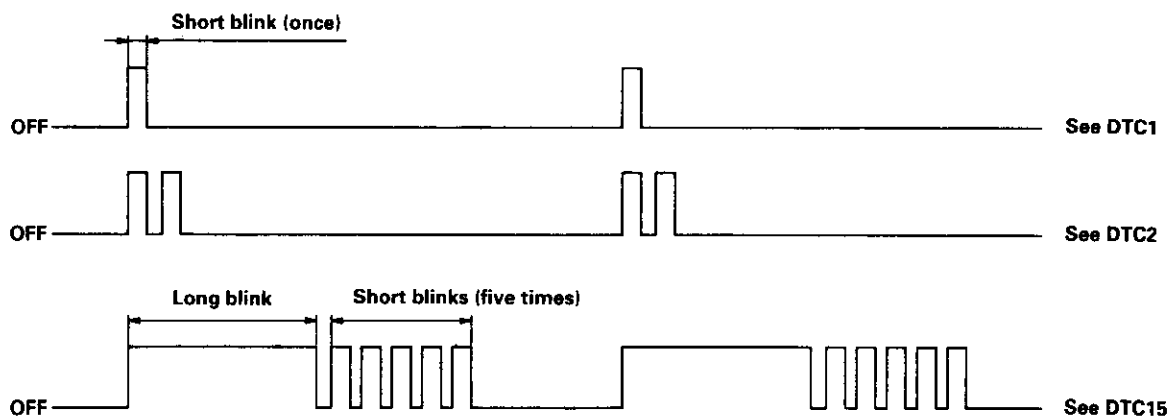 Short blink (once)
OFF
See DTC1
OFF
See DTC2
Long blink
Short blinks (five times)
OFF
See DTC15